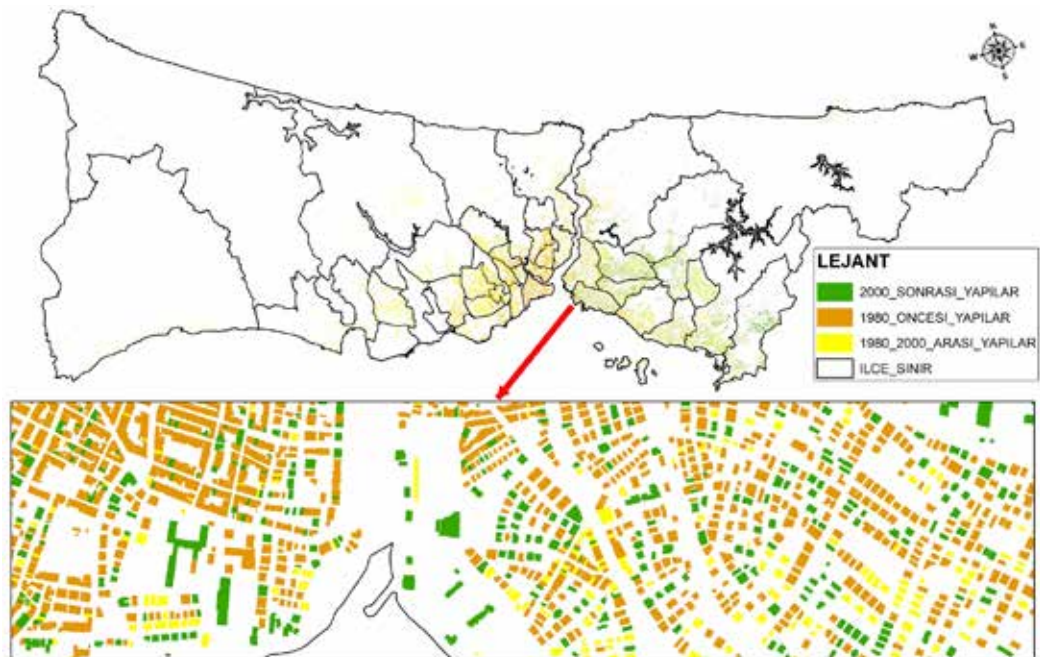 N
W
E
S
LEJANT
2000_SONRASI_YAPILAR
1980_ONCESI_YAPILAR
1980_2000_ARASI_YAPILAR
ILCE_SINIR